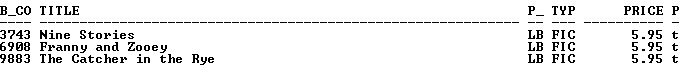 B_CO TITLE P_ TYP PRICE P
---- ---------------------------------------- -- --- ---------- -
3743 Nine Stories LB FIC 5.95 t
6908 Franny and Zooey LB FIC 5.95 t
9883 The Catcher in the Rye LB FIC 5.95 t